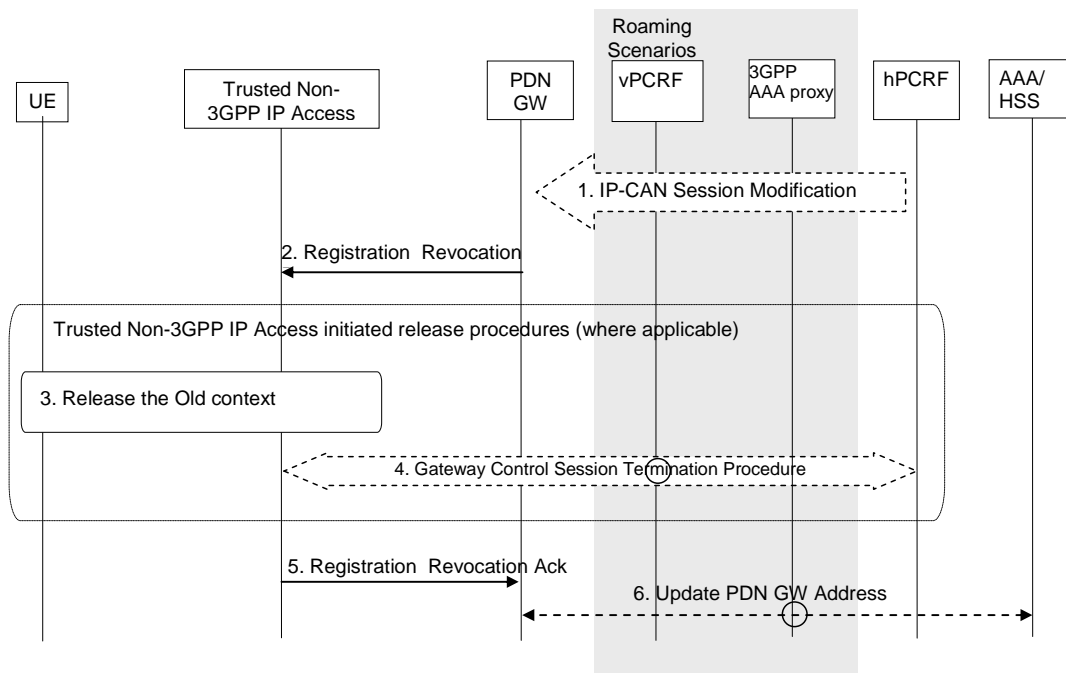 Roaming
Scenarios
UE
Trusted Non-
3GPP IP Access
PDN
GW
vPCRF
3GPP
AAA proxy
hPCRF
AAA/
HSS
1. IP-CAN Session Modification
2. Registration Revocation
Trusted Non-3GPP IP Access initiated release procedures (where applicable)
3. Release the Old context
4. Gateway Control Session Termination Procedure
5. Registration Revocation Ack
6. Update PDN GW Address